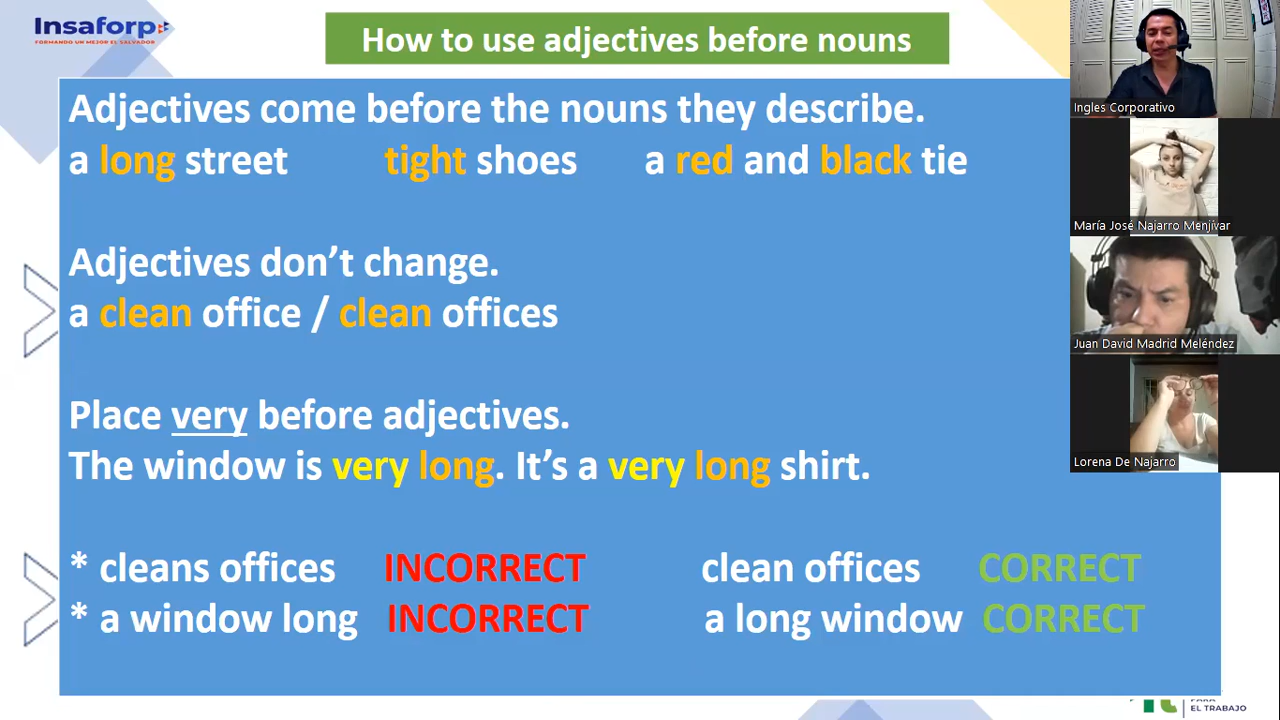 Insaforp
FORMANDO UN MEJOR EL SALVADOR
How to use adjectives before nouns
Adjectives come before the nouns they describe.
a long street tight shoes a red and black tie
Adjectives don't change.
a clean office / clean offices
Place very before adjectives.
The window is very long. It's a very long shirt.
* cleans offices INCORRECT clean offices CORRECT
* a window long INCORRECT a long window CORRECT
Ingles Corporativo
María José Najarro Menjívar
Juan David Madrid Meléndez
Lorena De Najarro
EL TRABAJO